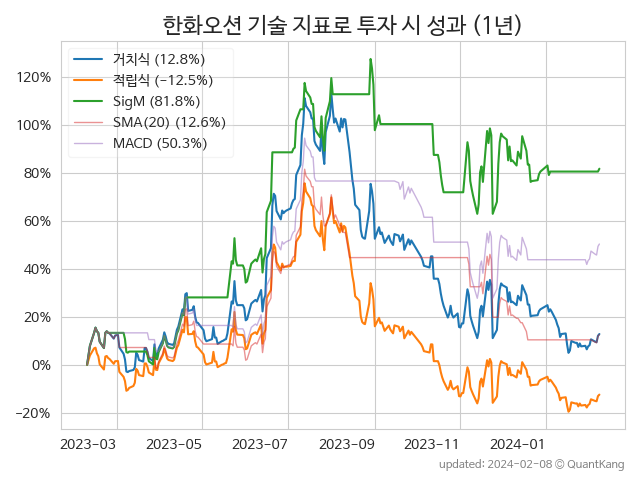 한화오션 기술 지표로 투자 시 성과 (1년)
거치식 (12.8%)
적립식 (−12.5%)
SigM (81.8%)
SMA(20) (12.6%)
MACD (50.3%)
120%
100%
80%
60%
40%
20%
0%
−20%
2023-03 2023-05 2023-07 2023-09 2023-11 2024-01
updated: 2024-02-08 © QuantKang